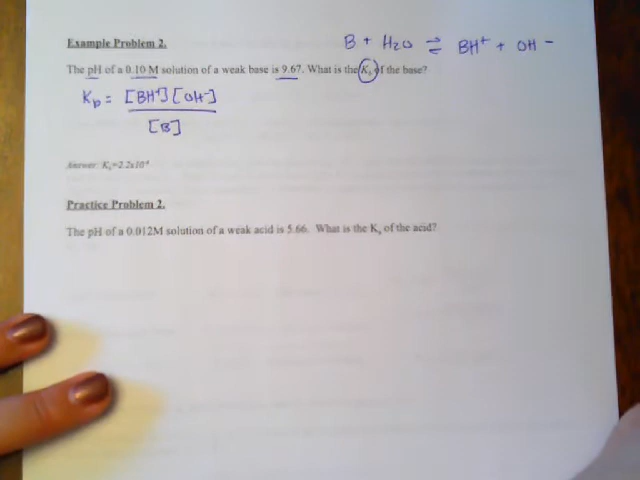 Example Problem 2.
B + H2O ⇌ BH+ + OH-
The pH of a 0.10 M solution of a weak base is 9.67. What is the Kb of the base?
Kb = [BH+][OH-]
[B]
Answer: Kb=2.2x10
Practice Problem 2.
The pH of a 0.012M solution of a weak acid is 5.66. What is the Ka of the acid?